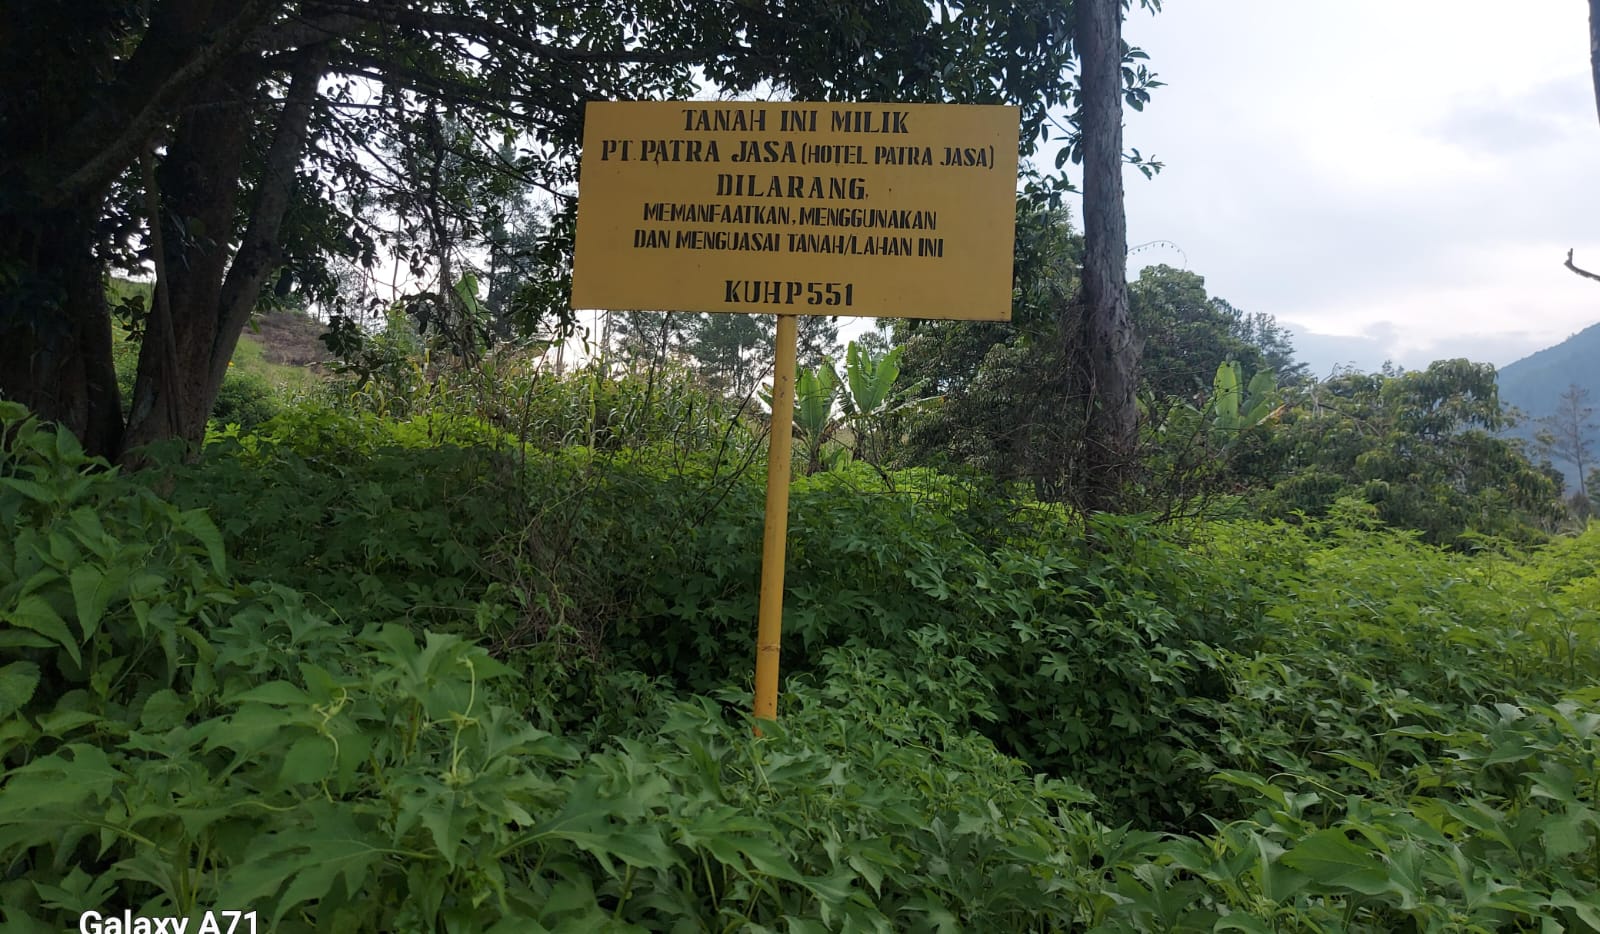 TANAH INI MILIK
PT. PATRA JASA (HOTEL PATRA JASA)
DILARANG,
MEMANFAATKAN, MENGGUNAKAN
DAN MENGUASAI TANAH/LAHAN INI
KUHP 551
Galaxy A71